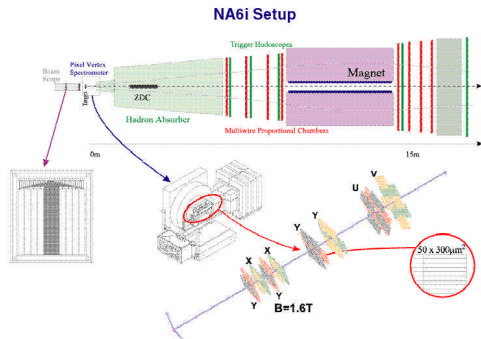 NA6i Setup
Trigger Hodoscopes
Pixel Vertex
Spectrometer
Beam
Scope
Target
Magnet
ZDC
Hadron Absorber
Multiwire Proportional Chambers
0m
15m
V
U
Y
Y
X
X
Y
Y
B=1.6T
50 x 300μm²